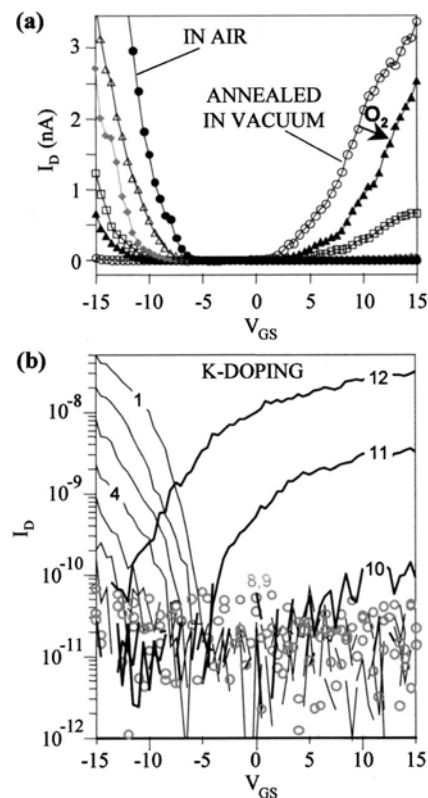 (a)
3
2
1
0
I_D (nA)
IN AIR
ANNEALED
IN VACUUM
O₂
-15 -10 -5 0 5 10 15
V_GS
(b)
K-DOPING
10⁻⁸
10⁻⁹
10⁻¹⁰
10⁻¹¹
10⁻¹²
I_D
1
4
12
11
10
8,9
-15 -10 -5 0 5 10 15
V_GS